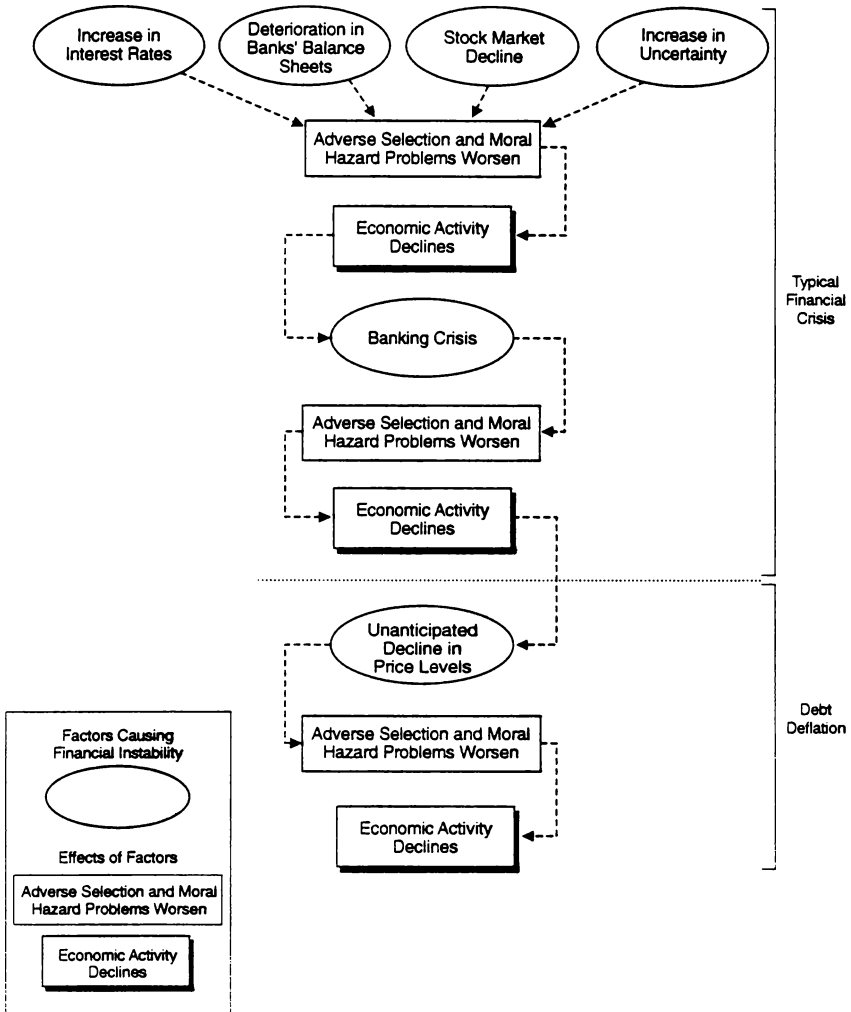 Increase in
Interest Rates
Deterioration in
Banks' Balance
Sheets
Stock Market
Decline
Increase in
Uncertainty
Adverse Selection and Moral
Hazard Problems Worsen
Economic Activity
Declines
Banking Crisis
Adverse Selection and Moral
Hazard Problems Worsen
Economic Activity
Declines
Typical
Financial
Crisis
Unanticipated
Decline in
Price Levels
Adverse Selection and Moral
Hazard Problems Worsen
Economic Activity
Declines
Debt
Deflation
Factors Causing
Financial Instability
Effects of Factors
Adverse Selection and Moral
Hazard Problems Worsen
Economic Activity
Declines